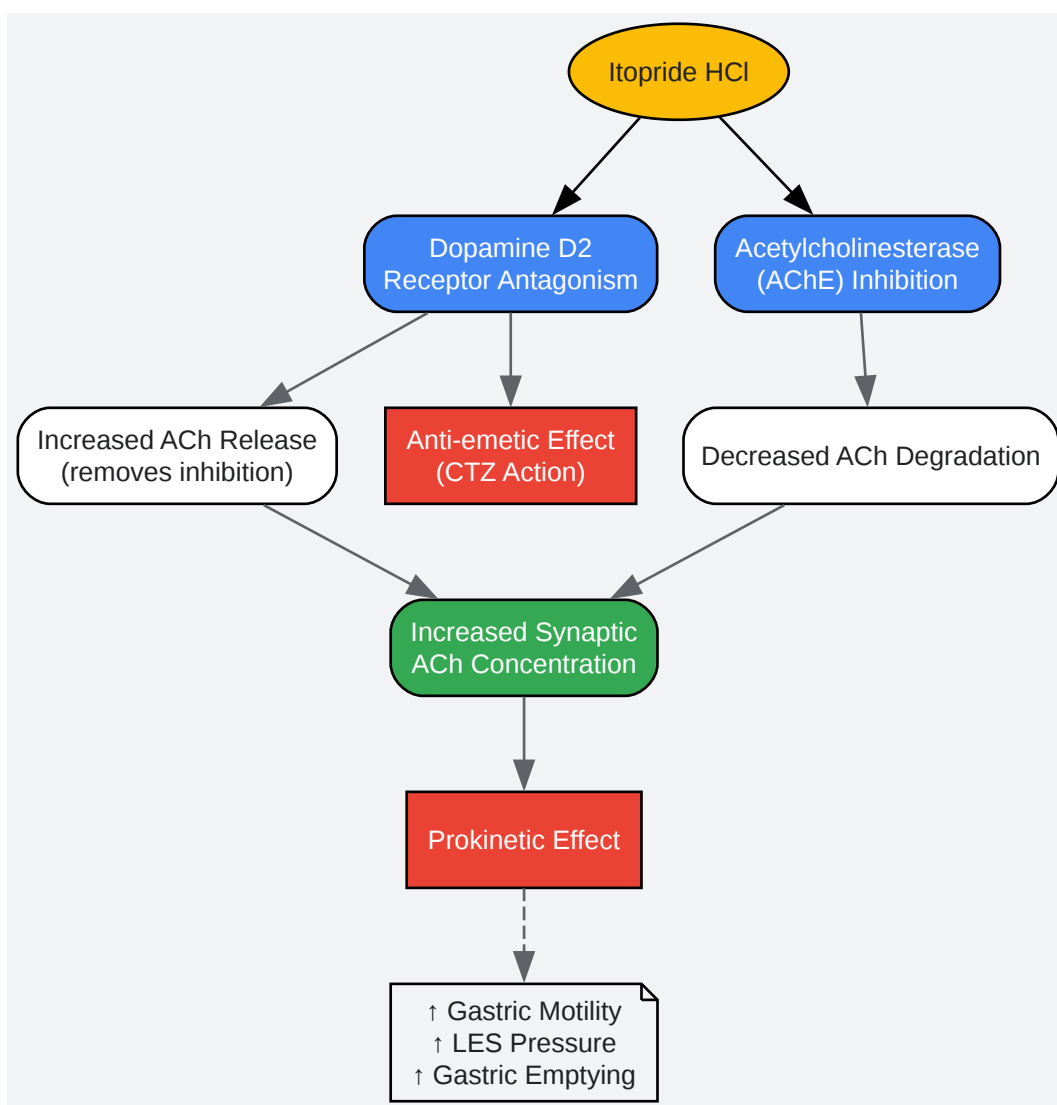 Itopride HCl
Dopamine D2
Receptor Antagonism
Acetylcholinesterase
(AChE) Inhibition
Increased ACh Release
(removes inhibition)
Anti-emetic Effect
(CTZ Action)
Decreased ACh Degradation
Increased Synaptic
ACh Concentration
Prokinetic Effect
↑ Gastric Motility
↑ LES Pressure
↑ Gastric Emptying